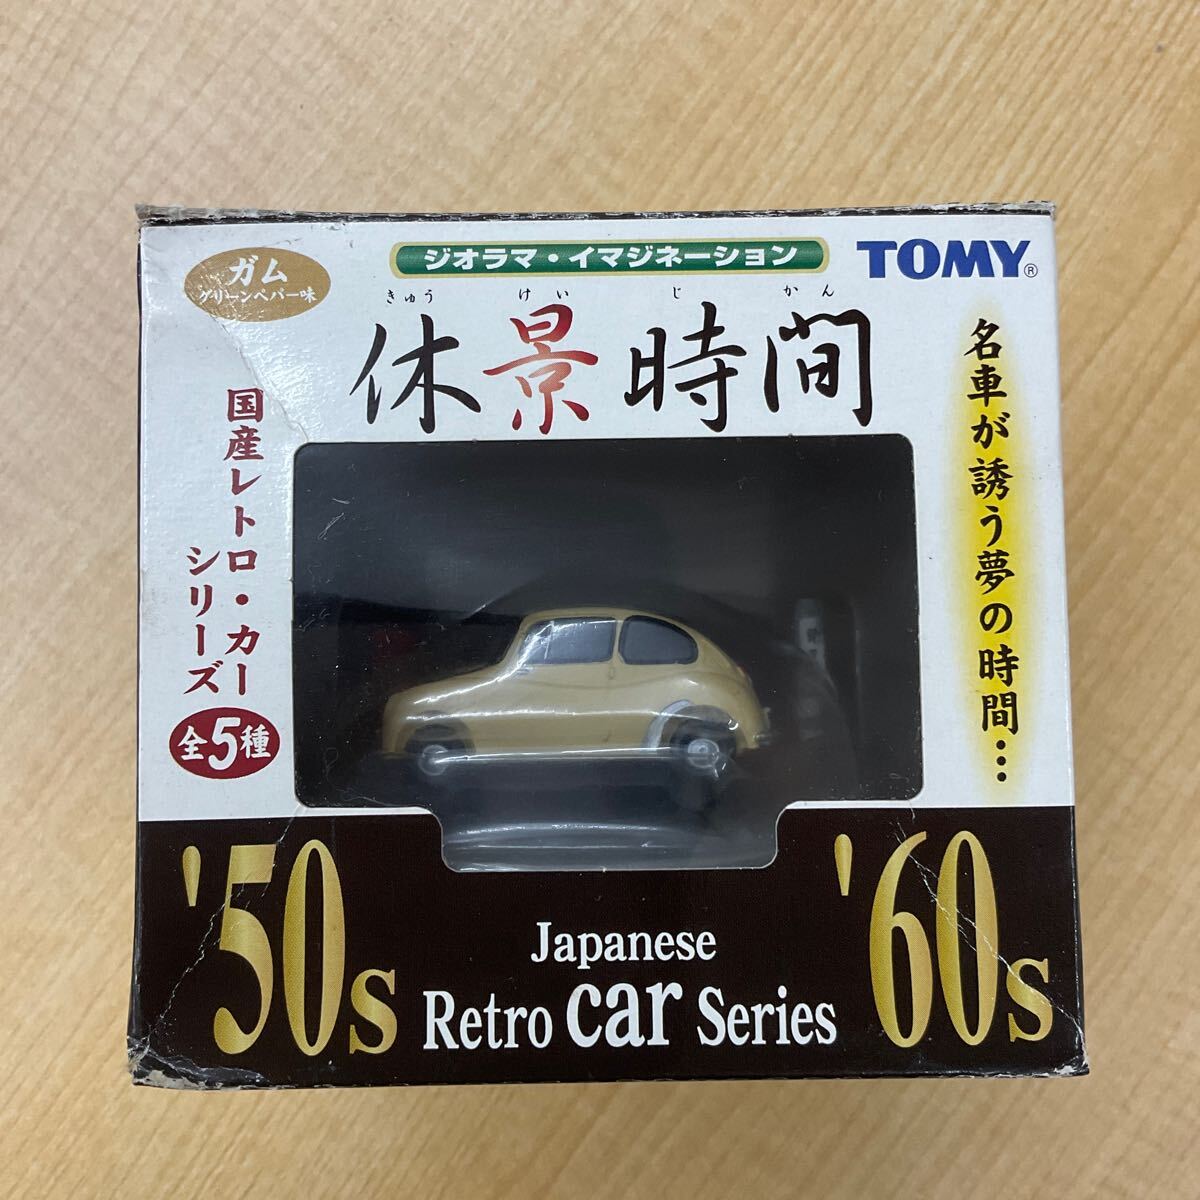 ガム
グリーンペパー味
ジオラマ・イマジネーション
TOMY®
きゅう けい じ かん
休景時間
国産レトロ・カー
シリーズ
全5種
名車が誘う夢の時間…
'50s
'60s
Japanese
Retro car Series